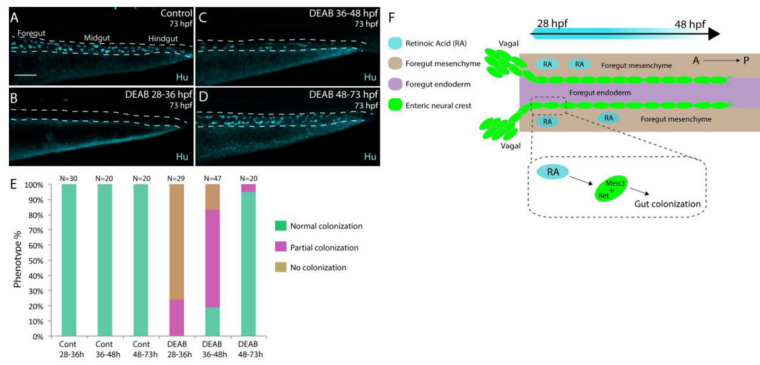 A
Control
73 hpf
Foregut
Midgut
Hindgut
Hu
B
DEAB 28-36 hpf
73 hpf
Hu
C
DEAB 36-48 hpf
73 hpf
Hu
D
DEAB 48-73 hpf
73 hpf
Hu
E
N=30 N=20 N=20 N=29 N=47 N=20
Phenotype %
100%
90%
80%
70%
60%
50%
40%
30%
20%
10%
0%
Cont 28-36h
Cont 36-48h
Cont 48-73h
DEAB 28-36h
DEAB 36-48h
DEAB 48-73h
Normal colonization
Partial colonization
No colonization
F
28 hpf
48 hpf
Retinoic Acid (RA)
Foregut mesenchyme
Foregut endoderm
Enteric neural crest
Vagal
RA
RA
Foregut mesenchyme
A
P
Foregut endoderm
RA
RA
Foregut mesenchyme
Vagal
RA
Meis3
+
Ret
Gut colonization